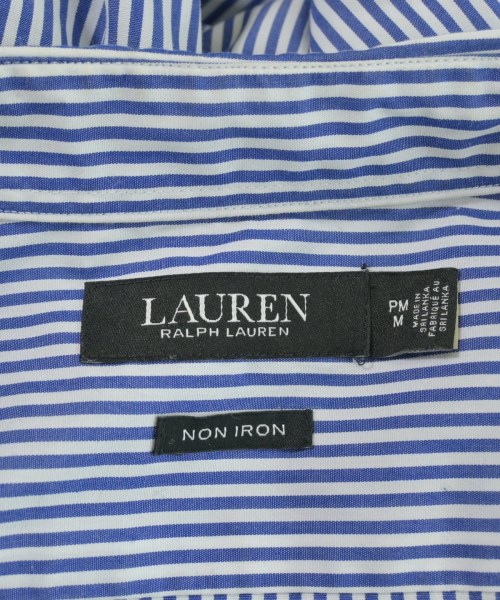 LAUREN
RALPH LAUREN
PM
M
MADE IN
SRI LANKA
FABRIQUÉ AU
SRI LANKA
NON IRON